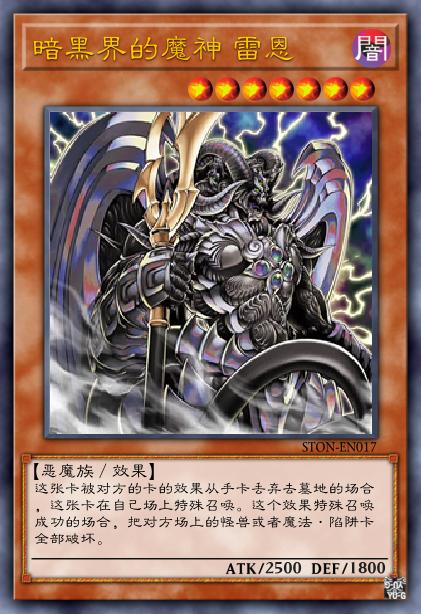 暗黑界的魔神 雷恩
闇
STON-EN017
【恶魔族／效果】
这张卡被对方的卡的效果从手卡丢弃去墓地的场合
，这张卡在自己场上特殊召唤。这个效果特殊召唤
成功的场合，把对方场上的怪兽或者魔法·陷阱卡
全部破坏。
ATK/2500 DEF/1800